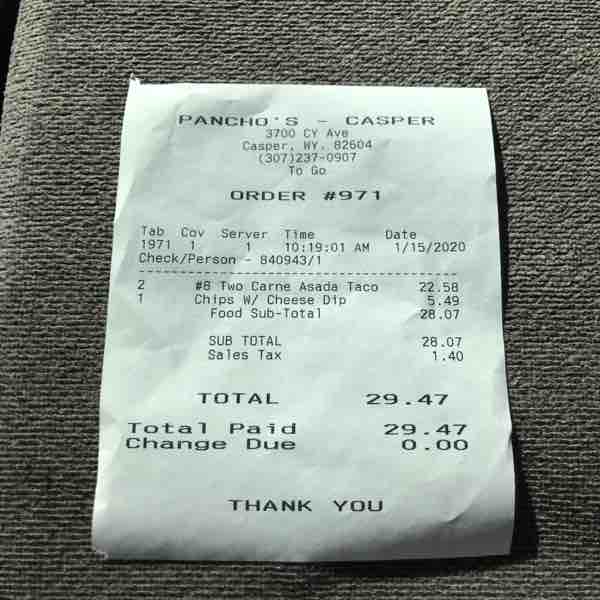 PANCHO'S - CASPER
3700 CY Ave
Casper, WY, 82604
(307)237-0907
To Go
ORDER #971
Tab Cov Server Time Date
1971 1 1 10:19:01 AM 1/15/2020
Check/Person - 840943/1
--------------------------------
2 #6 Two Carne Asada Taco 22.58
1 Chips W/ Cheese Dip 5.49
Food Sub-Total 28.07
SUB TOTAL 28.07
Sales Tax 1.40
TOTAL 29.47
Total Paid 29.47
Change Due 0.00
THANK YOU